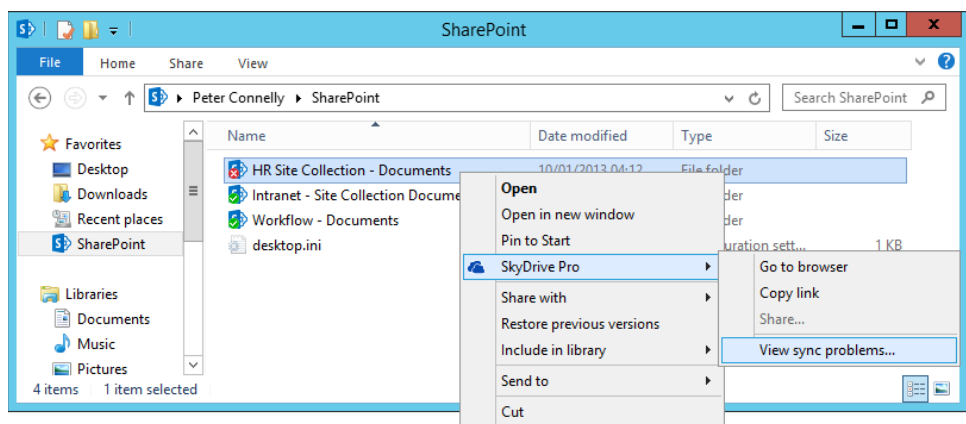 SharePoint
File Home Share View
Peter Connelly SharePoint Search SharePoint
Name Date modified Type Size
Favorites
Desktop
Downloads
Recent places
SharePoint
Libraries
Documents
Music
Pictures
HR Site Collection - Documents 10/01/2013 04:12 File folder
Intranet - Site Collection Docume der
Workflow - Documents der
desktop.ini uration sett... 1 KB
Open
Open in new window
Pin to Start
SkyDrive Pro
Share with
Restore previous versions
Include in library
Send to
Cut
Go to browser
Copy link
Share...
View sync problems...
4 items 1 item selected